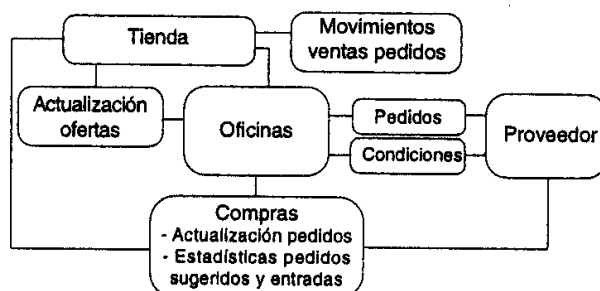 Tienda
Movimientos
ventas pedidos
Actualización
ofertas
Oficinas
Pedidos
Condiciones
Proveedor
Compras
- Actualización pedidos
- Estadísticas pedidos
sugeridos y entradas